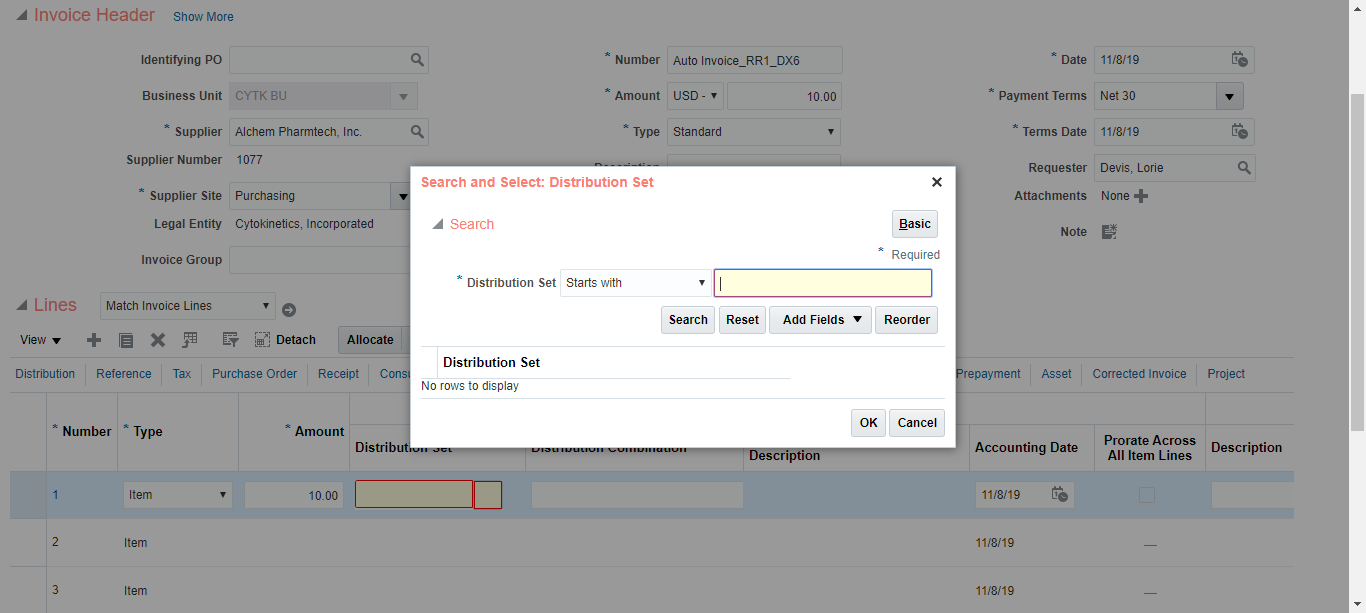 Invoice Header Show More
Identifying PO
* Number Auto Invoice_RR1_DX6
* Date 11/8/19
Business Unit CYTK BU
* Amount USD - 10.00
* Payment Terms Net 30
* Supplier Alchem Pharmtech, Inc.
* Type Standard
* Terms Date 11/8/19
Supplier Number 1077
Requester Devis, Lorie
* Supplier Site Purchasing
Attachments None
Legal Entity Cytokinetics, Incorporated
Note
Invoice Group
Search and Select: Distribution Set
Search
Basic
* Required
* Distribution Set Starts with
Search Reset Add Fields Reorder
Distribution Set
No rows to display
OK Cancel
Lines Match Invoice Lines
View Detach Allocate
Distribution Reference Tax Purchase Order Receipt Prepayment Asset Corrected Invoice Project
* Number * Type * Amount Distribution Set Distribution Combination Description Accounting Date Prorate Across
All Item Lines Description
1 Item 10.00 11/8/19
2 Item 11/8/19 —
3 Item 11/8/19 —